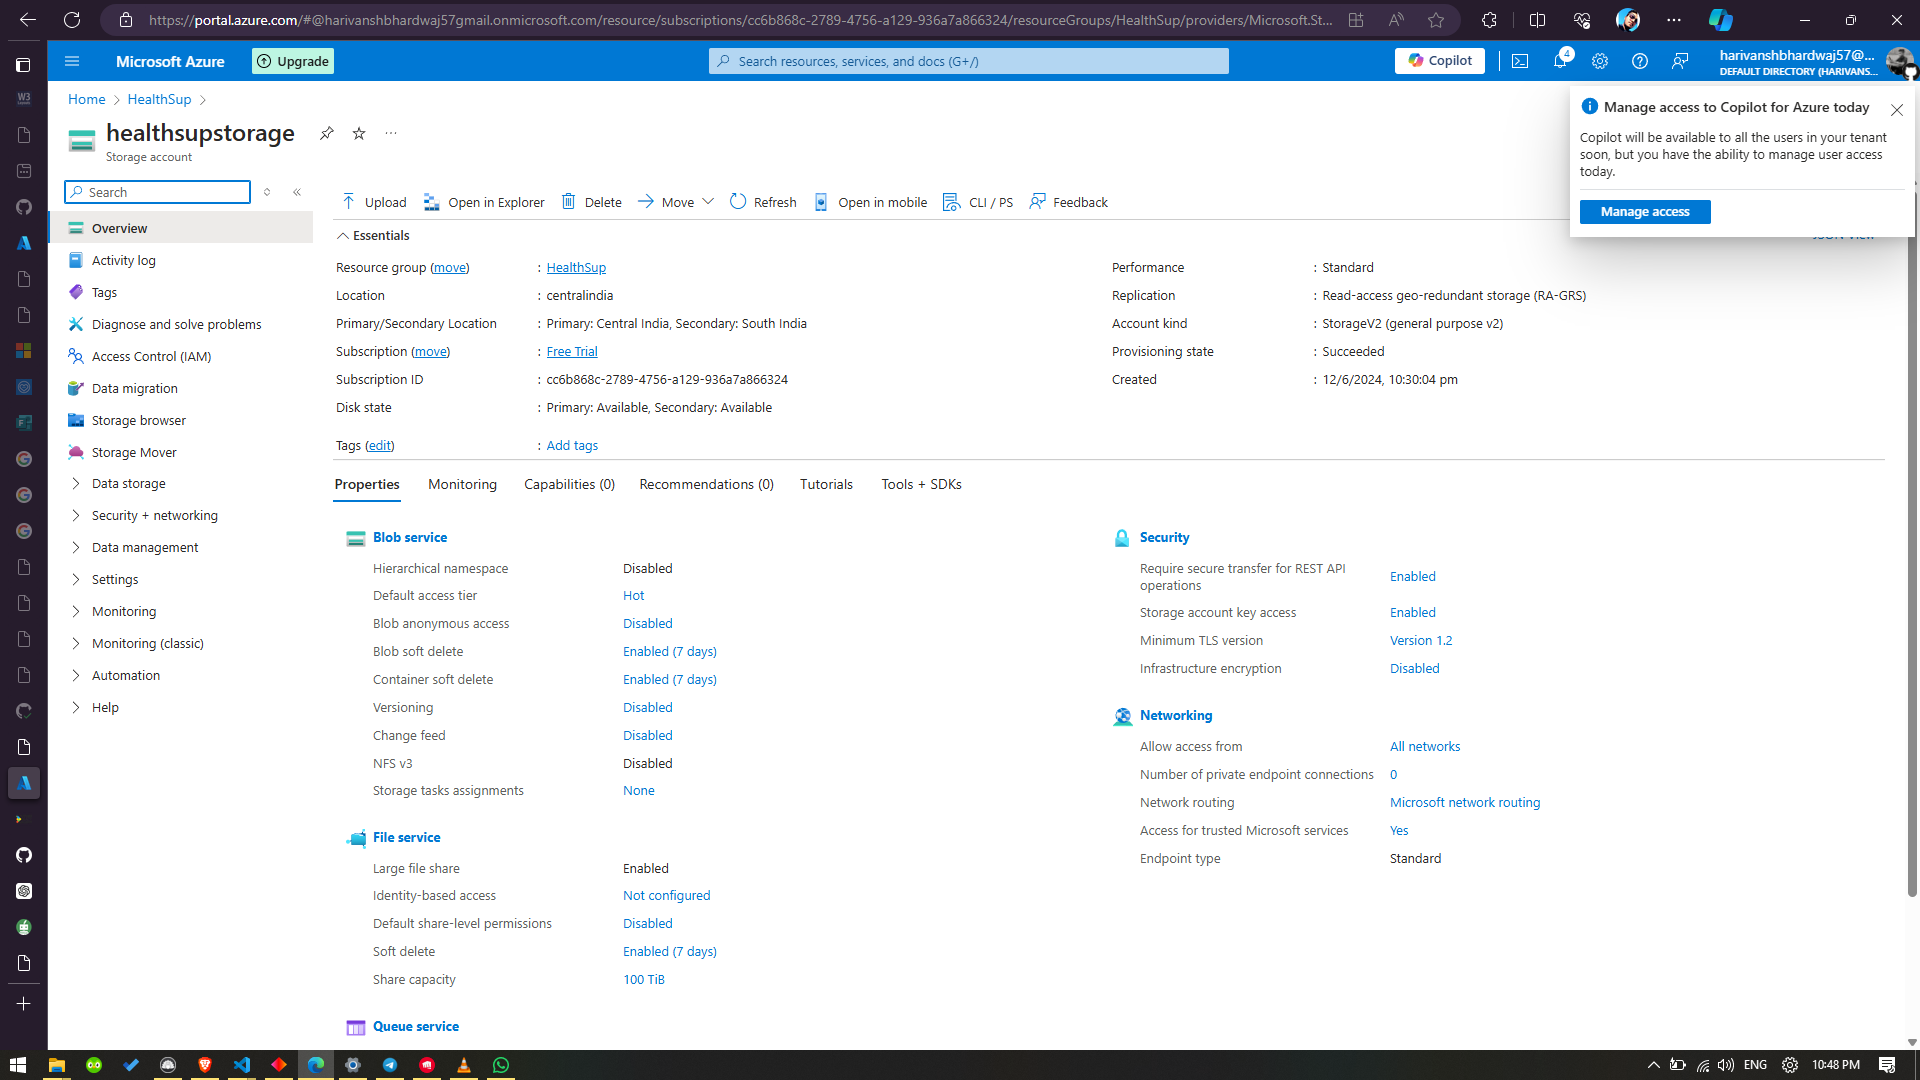 https://portal.azure.com/#@harivanshbhardwaj57gmail.onmicrosoft.com/resource/subscriptions/cc6b868c-2789-4756-a129-936a7a866324/resourceGroups/HealthSup/providers/Microsoft.St...
Microsoft Azure
Upgrade
Search resources, services, and docs (G+/)
Copilot
4
harivanshbhardwaj57@...
DEFAULT DIRECTORY (HARIVANS...
Home
HealthSup
healthsupstorage
Storage account
Manage access to Copilot for Azure today
Copilot will be available to all the users in your tenant
soon, but you have the ability to manage user access
today.
Manage access
Search
Overview
Activity log
Tags
Diagnose and solve problems
Access Control (IAM)
Data migration
Storage browser
Storage Mover
Data storage
Security + networking
Data management
Settings
Monitoring
Monitoring (classic)
Automation
Help
Upload
Open in Explorer
Delete
Move
Refresh
Open in mobile
CLI / PS
Feedback
Essentials
JSON View
Resource group (move) : HealthSup
Location : centralindia
Primary/Secondary Location : Primary: Central India, Secondary: South India
Subscription (move) : Free Trial
Subscription ID : cc6b868c-2789-4756-a129-936a7a866324
Disk state : Primary: Available, Secondary: Available
Tags (edit) : Add tags
Performance : Standard
Replication : Read-access geo-redundant storage (RA-GRS)
Account kind : StorageV2 (general purpose v2)
Provisioning state : Succeeded
Created : 12/6/2024, 10:30:04 pm
Properties
Monitoring
Capabilities (0)
Recommendations (0)
Tutorials
Tools + SDKs
Blob service
Hierarchical namespace Disabled
Default access tier Hot
Blob anonymous access Disabled
Blob soft delete Enabled (7 days)
Container soft delete Enabled (7 days)
Versioning Disabled
Change feed Disabled
NFS v3 Disabled
Storage tasks assignments None
File service
Large file share Enabled
Identity-based access Not configured
Default share-level permissions Disabled
Soft delete Enabled (7 days)
Share capacity 100 TiB
Queue service
Security
Require secure transfer for REST API
operations Enabled
Storage account key access Enabled
Minimum TLS version Version 1.2
Infrastructure encryption Disabled
Networking
Allow access from All networks
Number of private endpoint connections 0
Network routing Microsoft network routing
Access for trusted Microsoft services Yes
Endpoint type Standard
ENG
10:48 PM